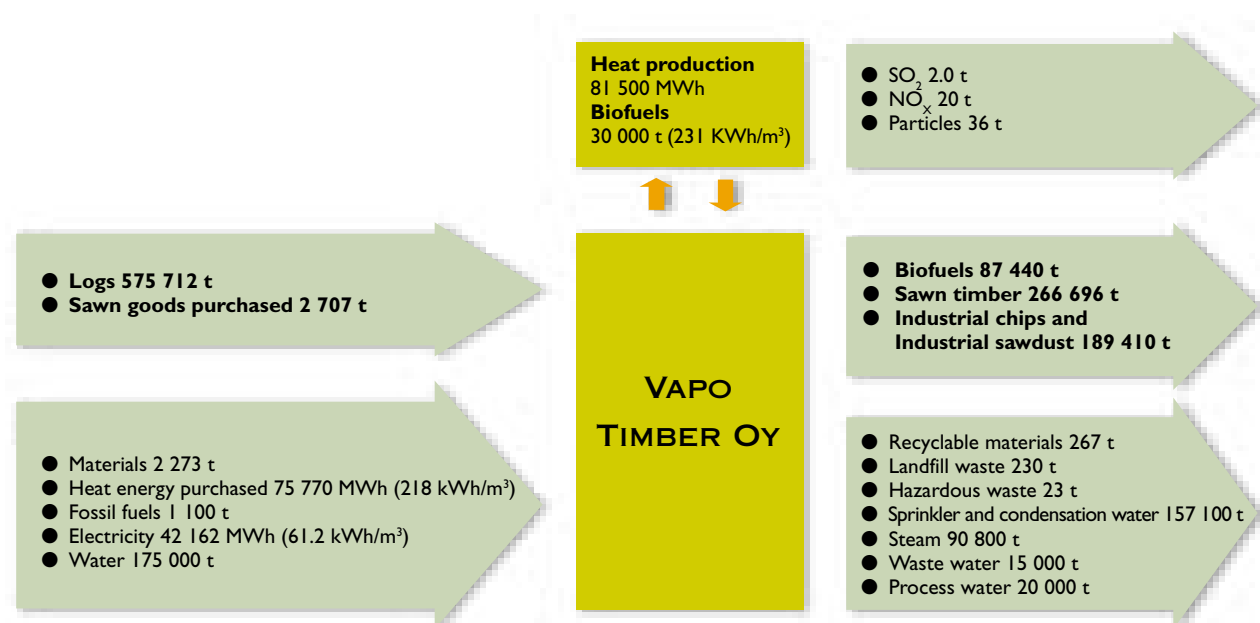 Heat production
81 500 MWh
Biofuels
30 000 t (231 KWh/m³)
● SO₂ 2.0 t
● NOₓ 20 t
● Particles 36 t
● Logs 575 712 t
● Sawn goods purchased 2 707 t
● Biofuels 87 440 t
● Sawn timber 266 696 t
● Industrial chips and
Industrial sawdust 189 410 t
VAPO
TIMBER OY
● Materials 2 273 t
● Heat energy purchased 75 770 MWh (218 kWh/m³)
● Fossil fuels 1 100 t
● Electricity 42 162 MWh (61.2 kWh/m³)
● Water 175 000 t
● Recyclable materials 267 t
● Landfill waste 230 t
● Hazardous waste 23 t
● Sprinkler and condensation water 157 100 t
● Steam 90 800 t
● Waste water 15 000 t
● Process water 20 000 t